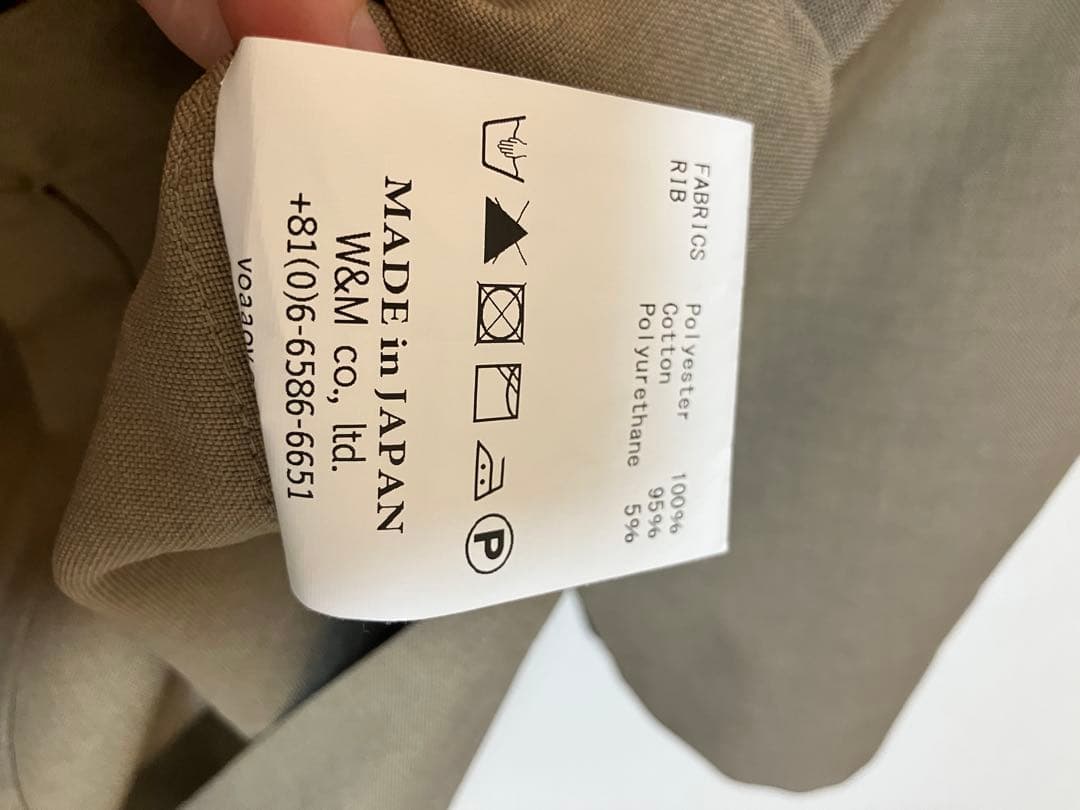 FABRICS Polyester 100%
RIB Cotton 95%
Polyurethane 5%
P
MADE in JAPAN
W&M co., ltd.
+81(0)6-6586-6651